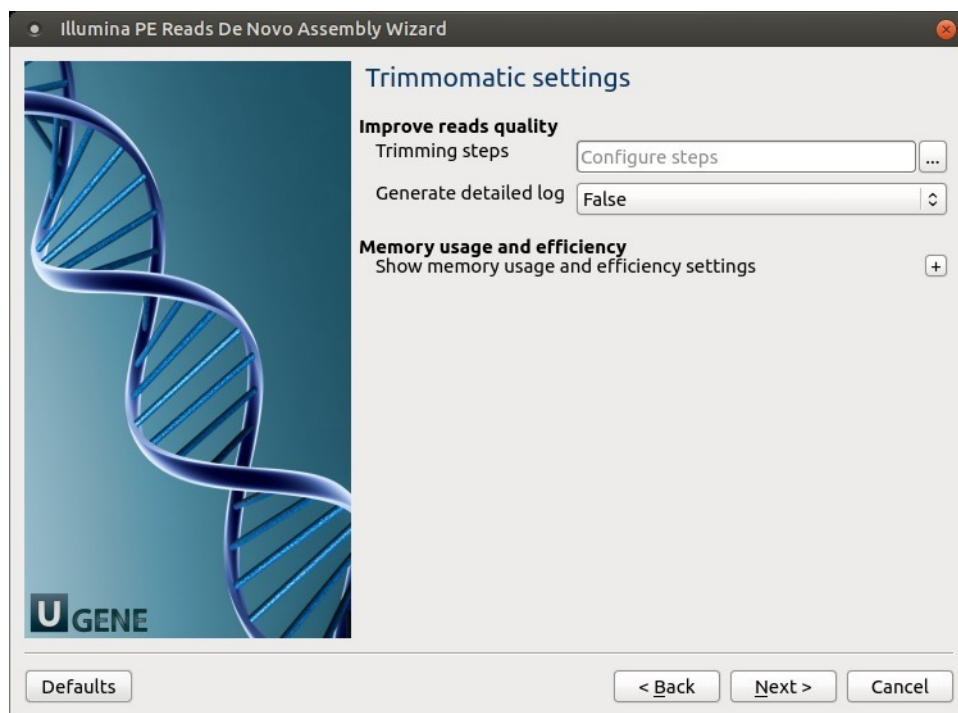 Illumina PE Reads De Novo Assembly Wizard
Trimmomatic settings
Improve reads quality
Trimming steps Configure steps ...
Generate detailed log False
Memory usage and efficiency
Show memory usage and efficiency settings +
U GENE
Defaults < Back Next > Cancel